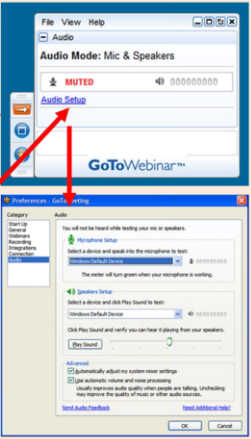 File View Help
Audio
Audio Mode: Mic & Speakers
MUTED
Audio Setup
GoToWebinar™
Preferences - GoToMeeting
Category
Audio
Start Up
General
Webinars
Recording
Integrations
Connection
Audio
You will not be heard while testing your mic or speakers.
Microphone Setup
Select a device and speak into the microphone to test:
Windows Default Device
The meter will turn green when your microphone is working.
Speakers Setup
Select a device and click Play Sound to test:
Windows Default Device
Click Play Sound and verify you can hear it playing from your speakers.
Play Sound
Advanced
Automatically adjust my system mixer settings
Use automatic volume and noise processing
Usually improves audio quality when people are talking. Unchecking
may improve the quality of music or other audio sources.
Send Audio Feedback
Need Additional Help?
OK
Cancel